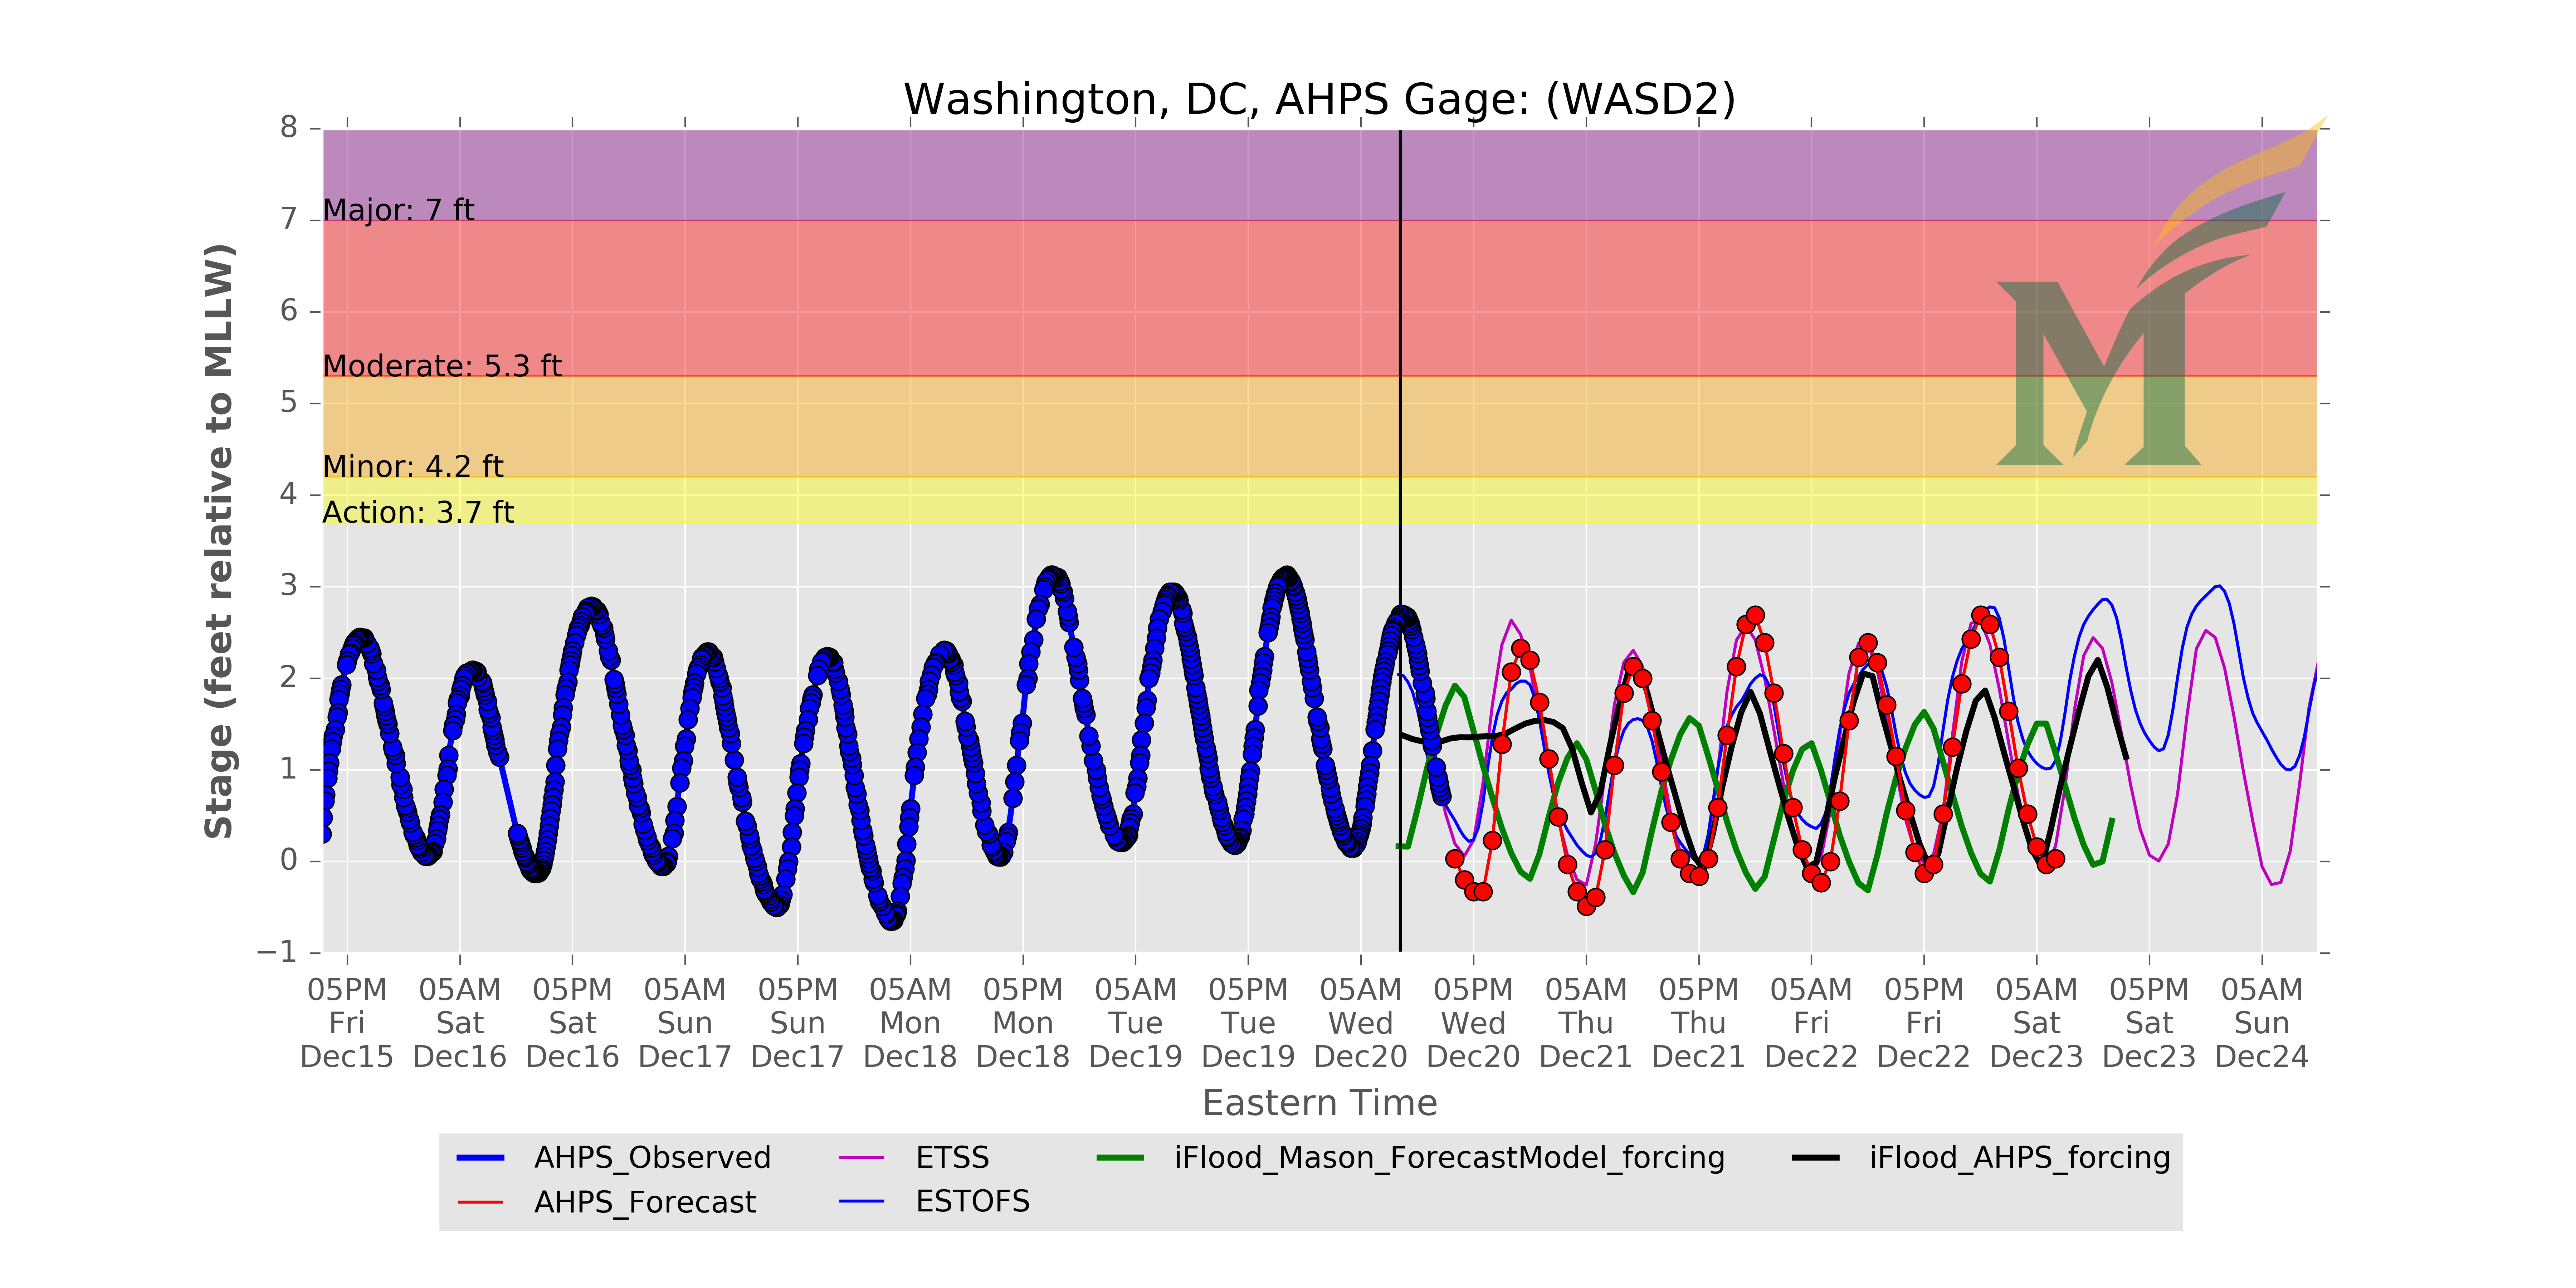 Washington, DC, AHPS Gage: (WASD2)
8
7
6
5
4
3
2
1
0
−1
Stage (feet relative to MLLW)
Major: 7 ft
Moderate: 5.3 ft
Minor: 4.2 ft
Action: 3.7 ft
M
05PM 05AM 05PM 05AM 05PM 05AM 05PM 05AM 05PM 05AM 05PM 05AM 05PM 05AM 05PM 05AM 05PM 05AM
Fri Sat Sat Sun Sun Mon Mon Tue Tue Wed Wed Thu Thu Fri Fri Sat Sat Sun
Dec15 Dec16 Dec16 Dec17 Dec17 Dec18 Dec18 Dec19 Dec19 Dec20 Dec20 Dec21 Dec21 Dec22 Dec22 Dec23 Dec23 Dec24
Eastern Time
AHPS_Observed ETSS iFlood_Mason_ForecastModel_forcing iFlood_AHPS_forcing
AHPS_Forecast ESTOFS